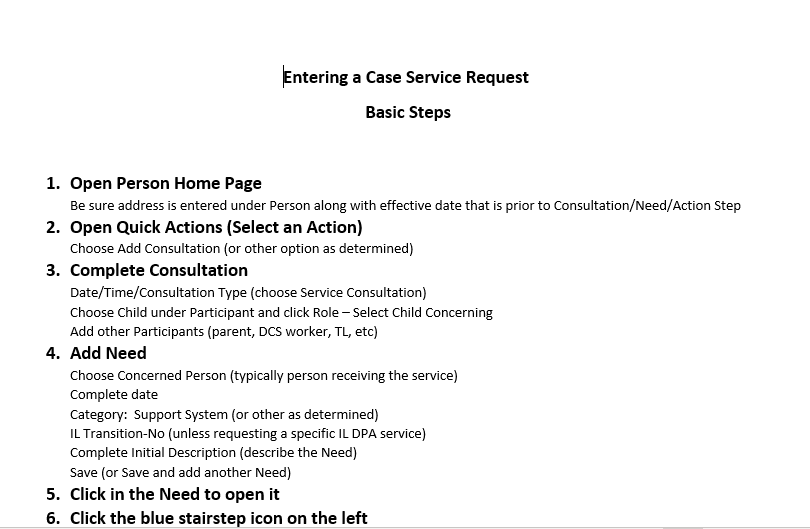 Entering a Case Service Request
Basic Steps
1. Open Person Home Page
Be sure address is entered under Person along with effective date that is prior to Consultation/Need/Action Step
2. Open Quick Actions (Select an Action)
Choose Add Consultation (or other option as determined)
3. Complete Consultation
Date/Time/Consultation Type (choose Service Consultation)
Choose Child under Participant and click Role – Select Child Concerning
Add other Participants (parent, DCS worker, TL, etc)
4. Add Need
Choose Concerned Person (typically person receiving the service)
Complete date
Category:  Support System (or other as determined)
IL Transition-No (unless requesting a specific IL DPA service)
Complete Initial Description (describe the Need)
Save (or Save and add another Need)
5. Click in the Need to open it
6. Click the blue stairstep icon on the left